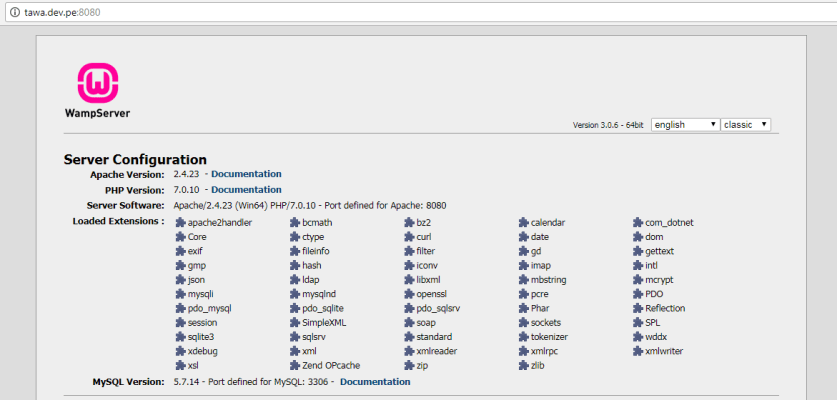 tawa.dev.pe:8080
WampServer
Version 3.0.6 - 64bit english classic
Server Configuration
Apache Version: 2.4.23 - Documentation
PHP Version: 7.0.10 - Documentation
Server Software: Apache/2.4.23 (Win64) PHP/7.0.10 - Port defined for Apache: 8080
Loaded Extensions : apache2handler bcmath bz2 calendar com_dotnet
Core ctype curl date dom
exif fileinfo filter gd gettext
gmp hash iconv imap intl
json ldap libxml mbstring mcrypt
mysqli mysqlnd openssl pcre PDO
pdo_mysql pdo_sqlite pdo_sqlsrv Phar Reflection
session SimpleXML soap sockets SPL
sqlite3 sqlsrv standard tokenizer wddx
xdebug xml xmlreader xmlrpc xmlwriter
xsl Zend OPcache zip zlib
MySQL Version: 5.7.14 - Port defined for MySQL: 3306 - Documentation